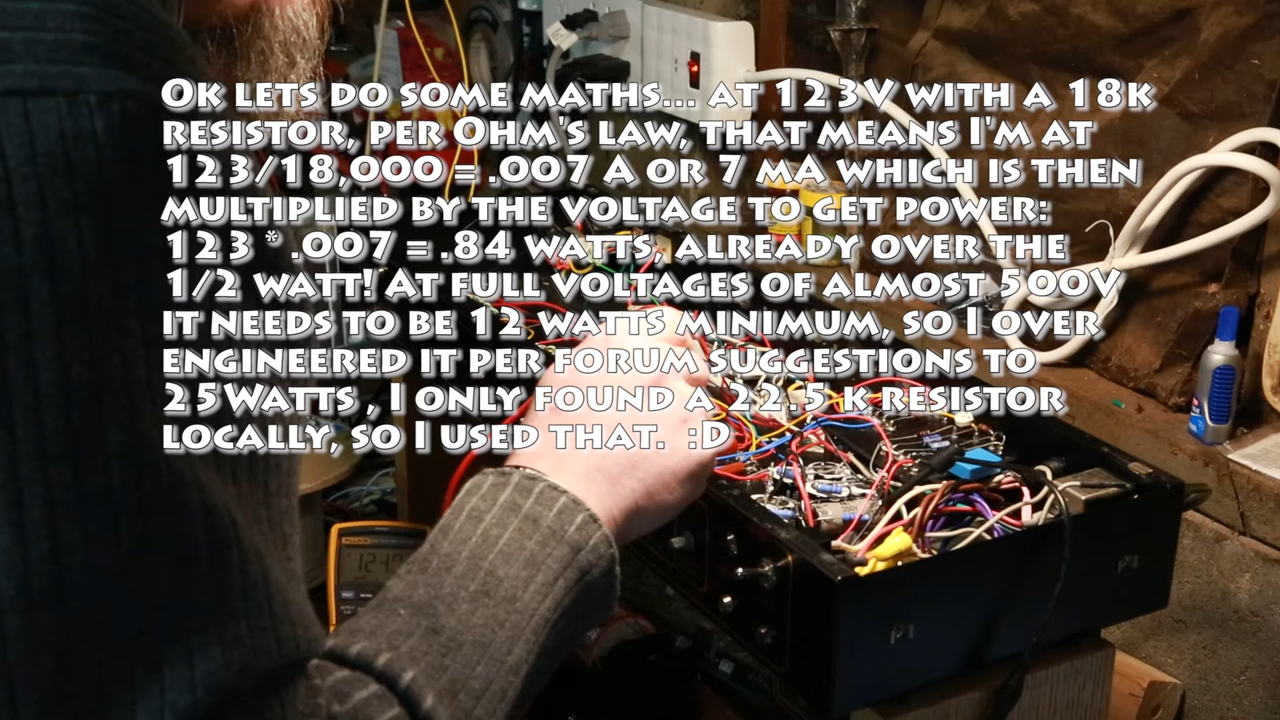 Ok lets do some maths... at 123V with a 18k
resistor, per Ohm's law, that means I'm at
123/18,000 = .007 A or 7 mA which is then
multiplied by the voltage to get power:
123 * .007 = .84 watts, already over the
1/2 watt! At full voltages of almost 500V
it needs to be 12 watts minimum, so I over
engineered it per forum suggestions to
25Watts , I only found a 22.5 k resistor
locally, so I used that. :D
FLUKE